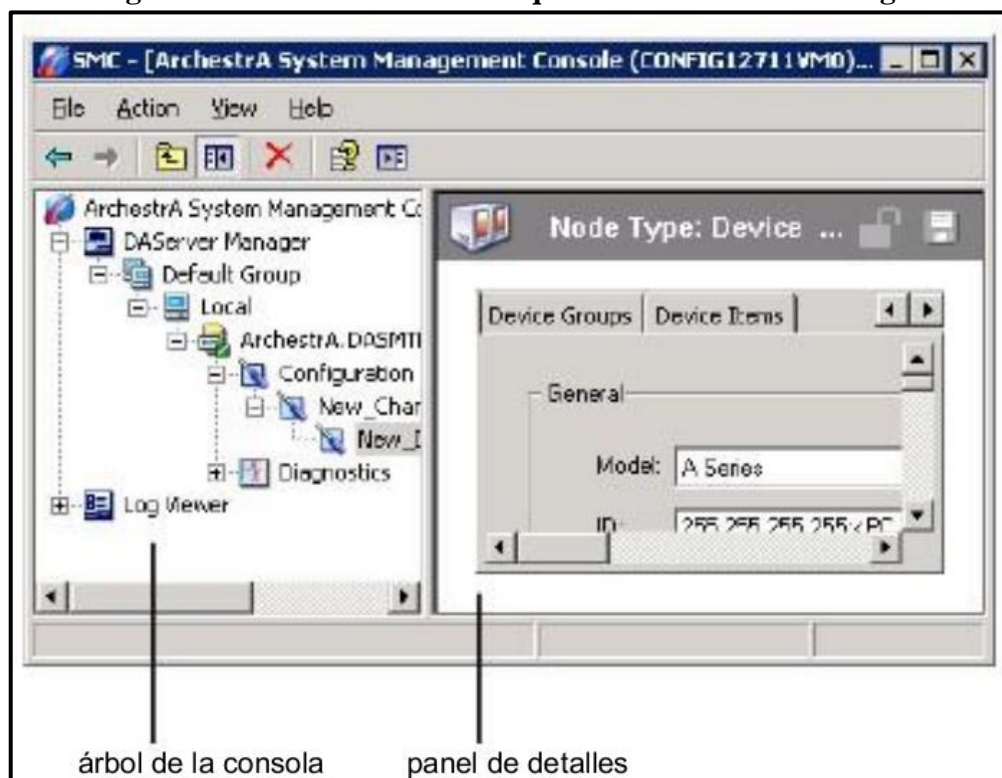 SMC - [ArchestrA System Management Console (CONFIG12711VM0)...
File Action View Help
ArchestrA System Management Co
DAServer Manager
Default Group
Local
ArchestrA.DASMTI
Configuration
New_Char
New_D
Diagnostics
Log Viewer
Node Type: Device ...
Device Groups Device Items
General
Model: A Series
ID: 255.255.255.255:<PC
árbol de la consola panel de detalles